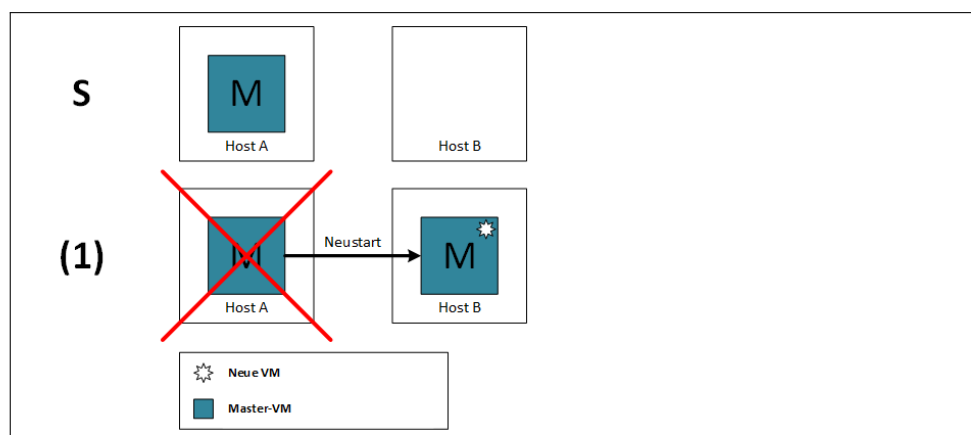 S
M
Host A
Host B
(1)
M
Neustart
M
Host A
Host B
Neue VM
Master-VM